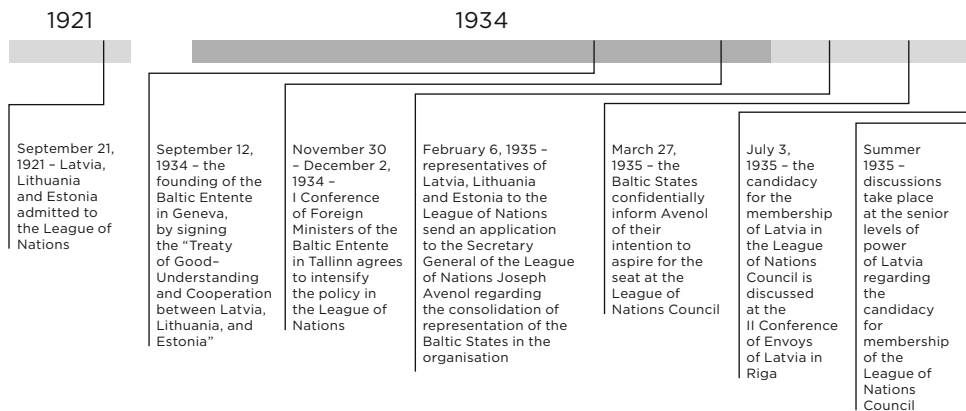 1921
1934
September 21,
1921 – Latvia,
Lithuania
and Estonia
admitted to
the League of
Nations
September 12,
1934 – the
founding of the
Baltic Entente
in Geneva,
by signing
the “Treaty
of Good–
Understanding
and Cooperation
between Latvia,
Lithuania, and
Estonia”
November 30
– December 2,
1934 –
I Conference
of Foreign
Ministers of the
Baltic Entente
in Tallinn agrees
to intensify
the policy in
the League of
Nations
February 6, 1935 –
representatives of
Latvia, Lithuania
and Estonia to the
League of Nations
send an application
to the Secretary
General of the League
of Nations Joseph
Avenol regarding
the consolidation of
representation of the
Baltic States in the
organisation
March 27,
1935 – the
Baltic States
confidentially
inform Avenol
of their
intention to
aspire for the
seat at the
League of
Nations Council
July 3,
1935 – the
candidacy
for the
membership
of Latvia in
the League
of Nations
Council is
discussed
at the
II Conference
of Envoys
of Latvia in
Riga
Summer
1935 –
discussions
take place
at the senior
levels of
power
of Latvia
regarding
the
candidacy
for
membership
of the
League of
Nations
Council